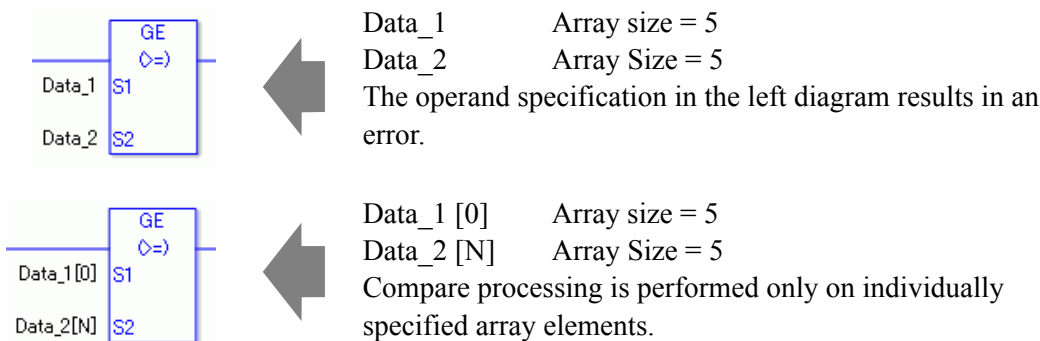 GE
(>=)
Data_1 S1
Data_2 S2
Data_1 Array size = 5
Data_2 Array Size = 5
The operand specification in the left diagram results in an
error.
GE
(>=)
Data_1[0] S1
Data_2[N] S2
Data_1 [0] Array size = 5
Data_2 [N] Array Size = 5
Compare processing is performed only on individually
specified array elements.